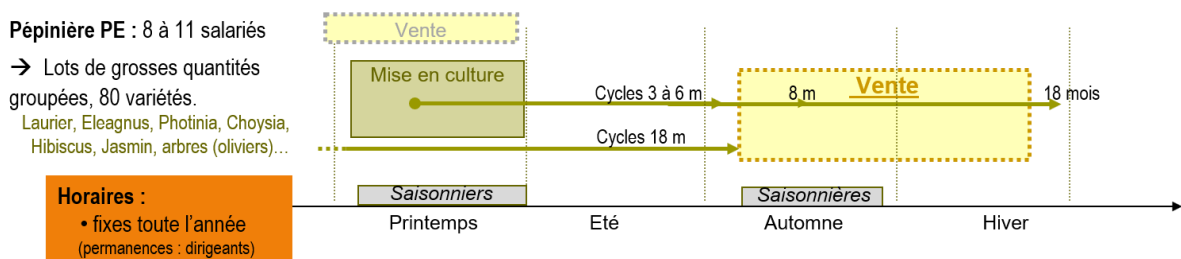 Pépinière PE : 8 à 11 salariés
→ Lots de grosses quantités
groupées, 80 variétés.
Laurier, Eleagnus, Photinia, Choysia,
Hibiscus, Jasmin, arbres (oliviers)…
Horaires :
• fixes toute l'année
(permanences : dirigeants)
Vente
Mise en culture
Cycles 3 à 6 m
8 m
Vente
18 mois
Cycles 18 m
Saisonniers
Saisonnières
Printemps
Eté
Automne
Hiver